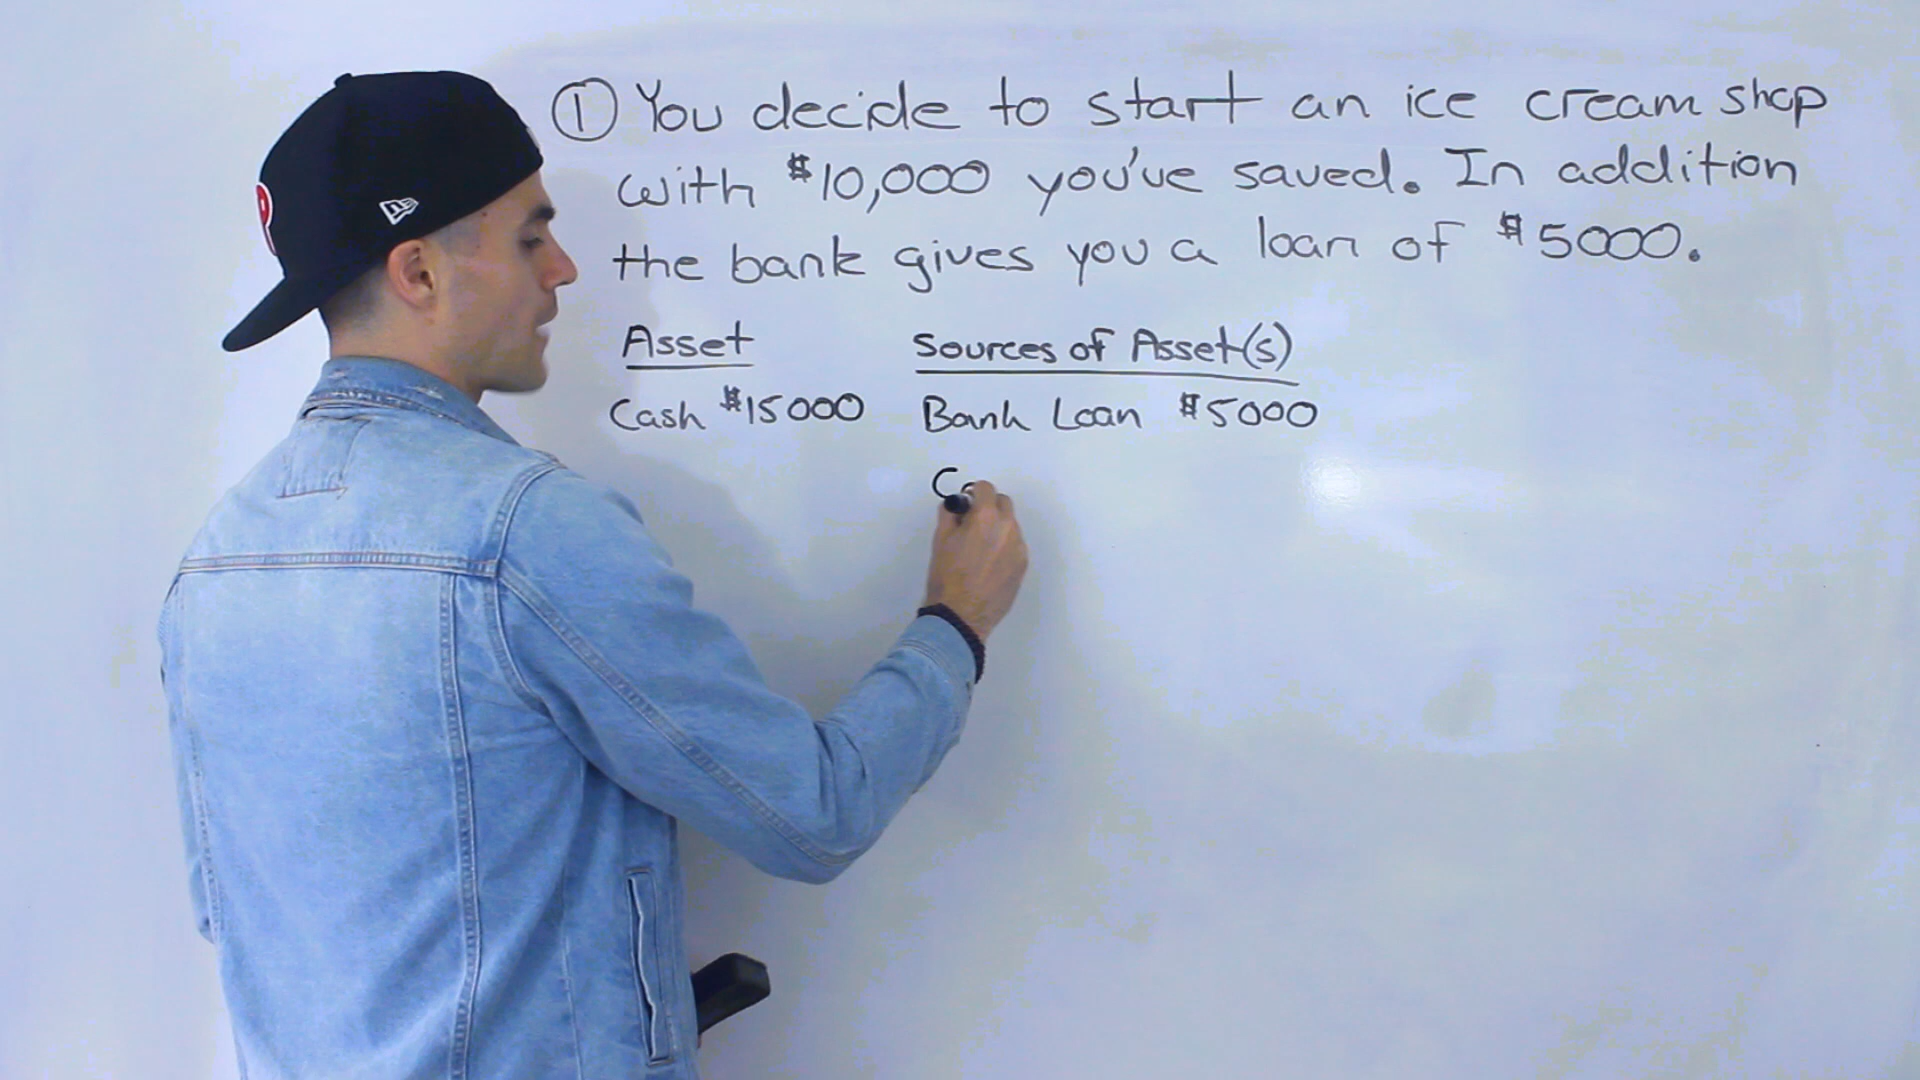 ① You decide to start an ice cream shop
with $10,000 you've saved. In addition
the bank gives you a loan of $5000.
Asset Sources of Asset(s)
Cash $15000 Bank Loan $5000